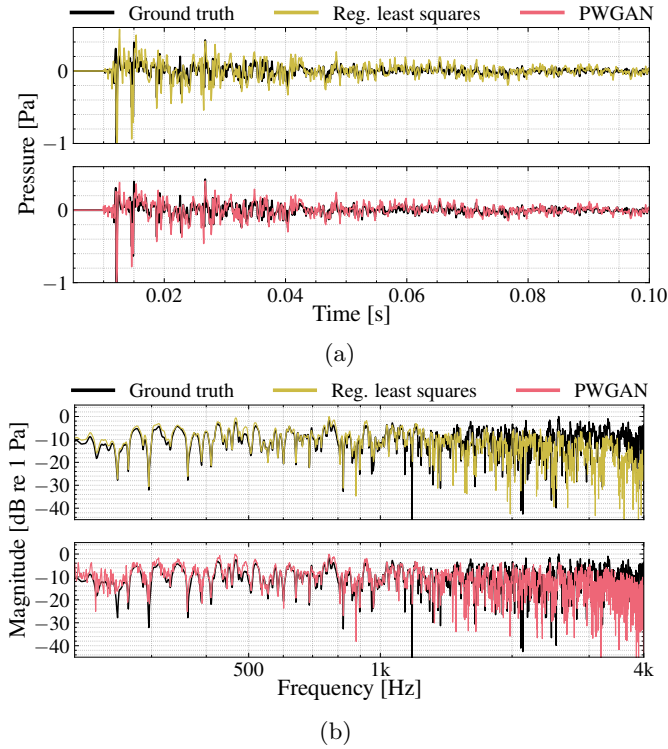 Ground truth Reg. least squares PWGAN
0
−1
0
−1
Pressure [Pa]
0.02 0.04 0.06 0.08 0.10
Time [s]
(a)
Ground truth Reg. least squares PWGAN
0
−10
−20
−30
−40
0
−10
−20
−30
−40
Magnitude [dB re 1 Pa]
500 1k 4k
Frequency [Hz]
(b)